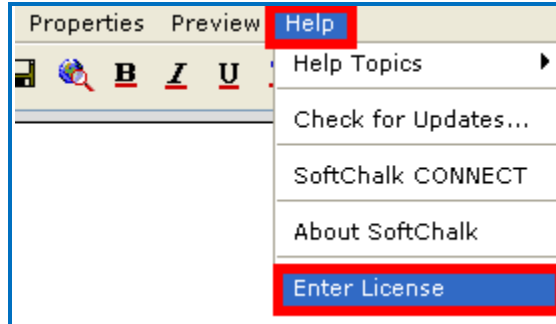 Properties Preview Help
B I U
Help Topics
Check for Updates...
SoftChalk CONNECT
About SoftChalk
Enter License